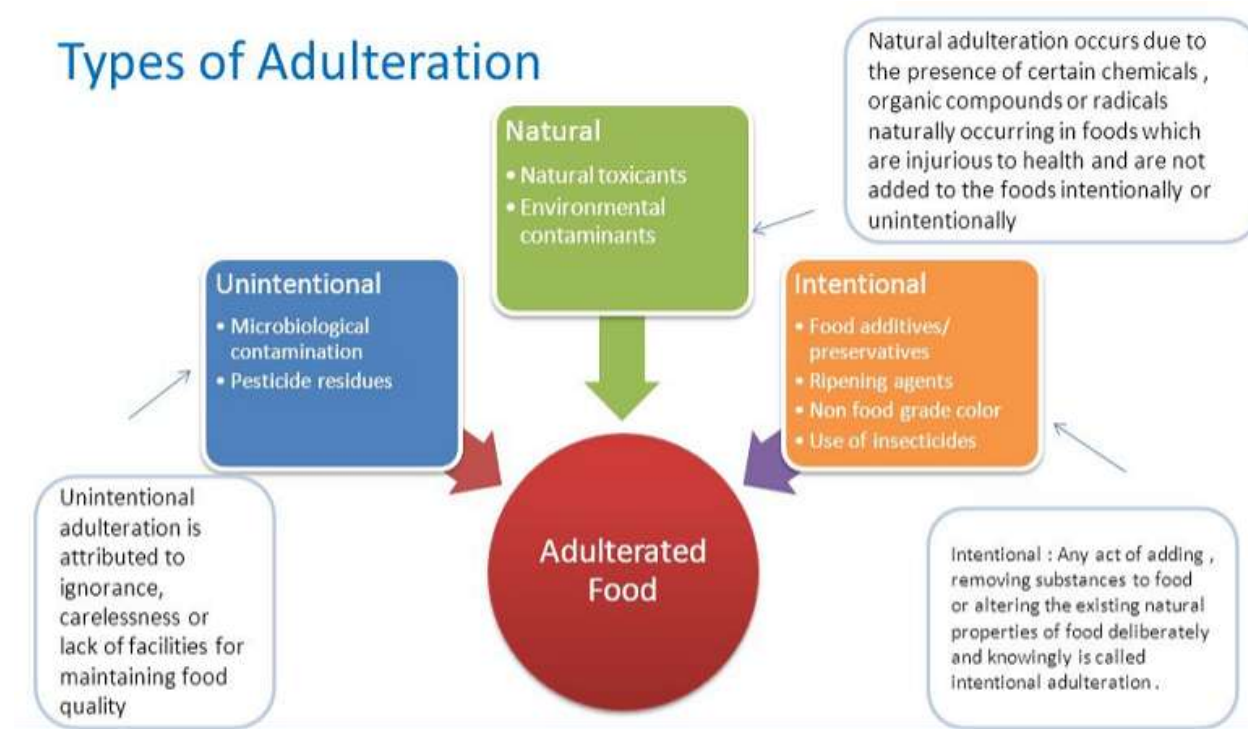 Types of Adulteration
Natural adulteration occurs due to
the presence of certain chemicals ,
organic compounds or radicals
naturally occurring in foods which
are injurious to health and are not
added to the foods intentionally or
unintentionally
Natural
• Natural toxicants
• Environmental
contaminants
Unintentional
• Microbiological
contamination
• Pesticide residues
Intentional
• Food additives/
preservatives
• Ripening agents
• Non food grade color
• Use of insecticides
Unintentional
adulteration is
attributed to
ignorance,
carelessness or
lack of facilities for
maintaining food
quality
Adulterated
Food
Intentional : Any act of adding ,
removing substances to food
or altering the existing natural
properties of food deliberately
and knowingly is called
intentional adulteration .